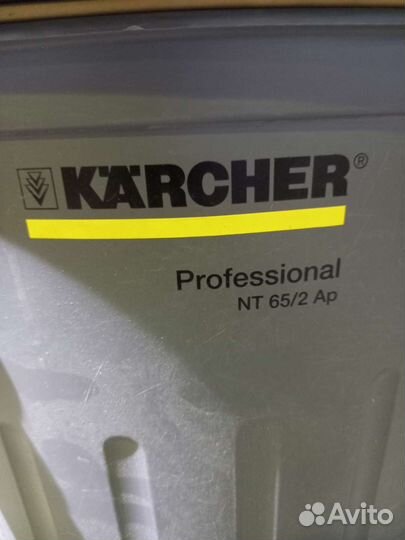 KÄRCHER®
Professional
NT 65/2 Ap
Avito